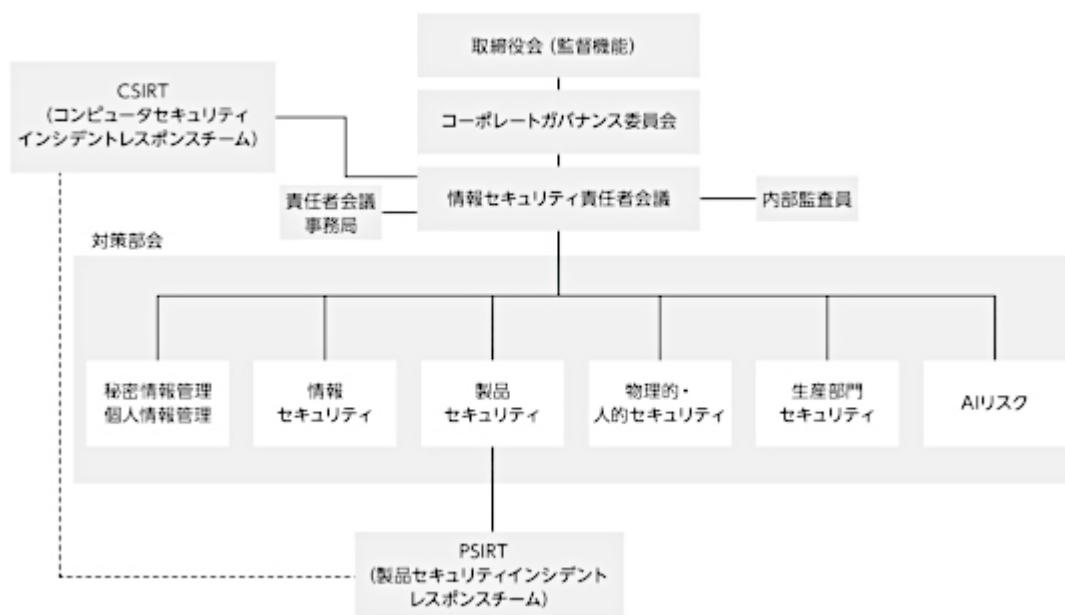 取締役会（監督機能）
CSIRT
（コンピュータセキュリティ
インシデントレスポンスチーム）
コーポレートガバナンス委員会
情報セキュリティ責任者会議
責任者会議
事務局
内部監査員
対策部会
秘密情報管理
個人情報管理
情報
セキュリティ
製品
セキュリティ
物理的・
人的セキュリティ
生産部門
セキュリティ
AIリスク
PSIRT
（製品セキュリティインシデント
レスポンスチーム）